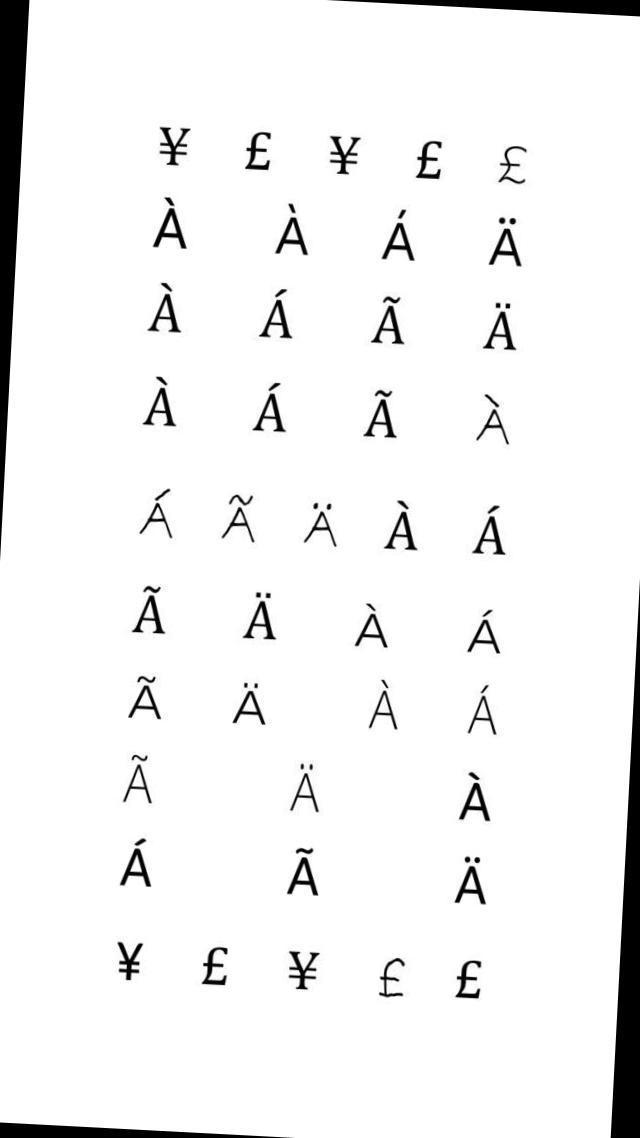 ¥ £ ¥ £ £
À À Á Ä
À Á Ã Ä
À Á Ã À
Á Ã Ä À Á
Ã Ä À Á
Ã Ä À Á
Ã Ä À
Á Ã Ä
¥ £ ¥ £ £